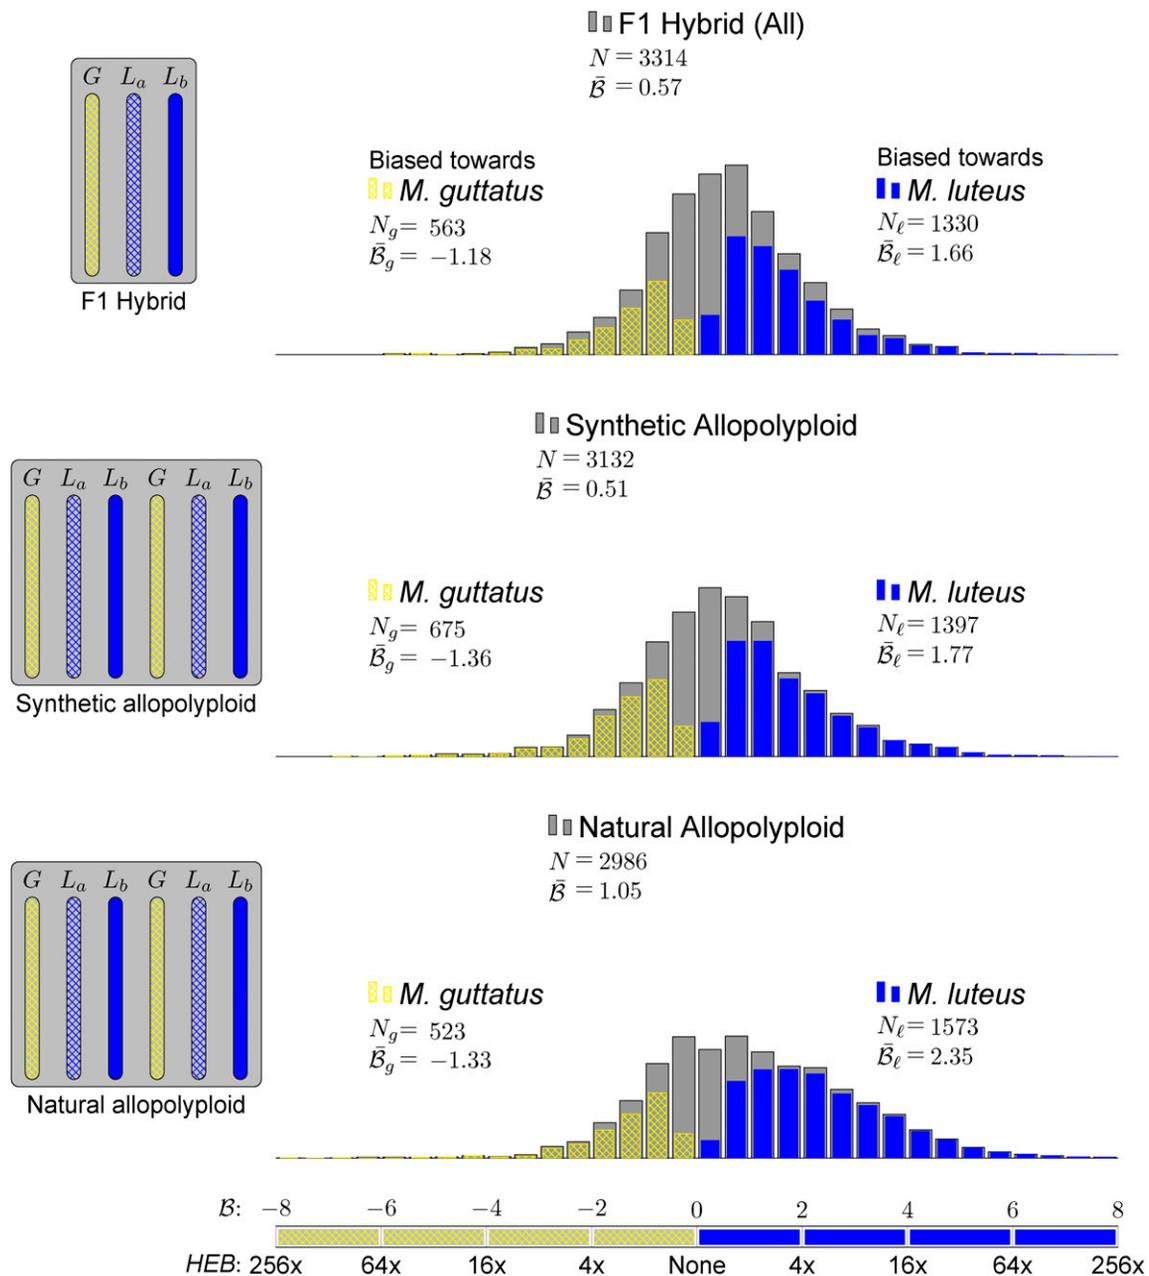 F1 Hybrid (All)
N = 3314
B̄ = 0.57
G La Lb
F1 Hybrid
Biased towards
M. guttatus
Ng= 563
B̄g = −1.18
Biased towards
M. luteus
Nℓ= 1330
B̄ℓ = 1.66
Synthetic Allopolyploid
N = 3132
B̄ = 0.51
G La Lb G La Lb
Synthetic allopolyploid
M. guttatus
Ng= 675
B̄g = −1.36
M. luteus
Nℓ= 1397
B̄ℓ = 1.77
Natural Allopolyploid
N = 2986
B̄ = 1.05
G La Lb G La Lb
Natural allopolyploid
M. guttatus
Ng= 523
B̄g = −1.33
M. luteus
Nℓ= 1573
B̄ℓ = 2.35
B: −8 −6 −4 −2 0 2 4 6 8
HEB: 256x 64x 16x 4x None 4x 16x 64x 256x